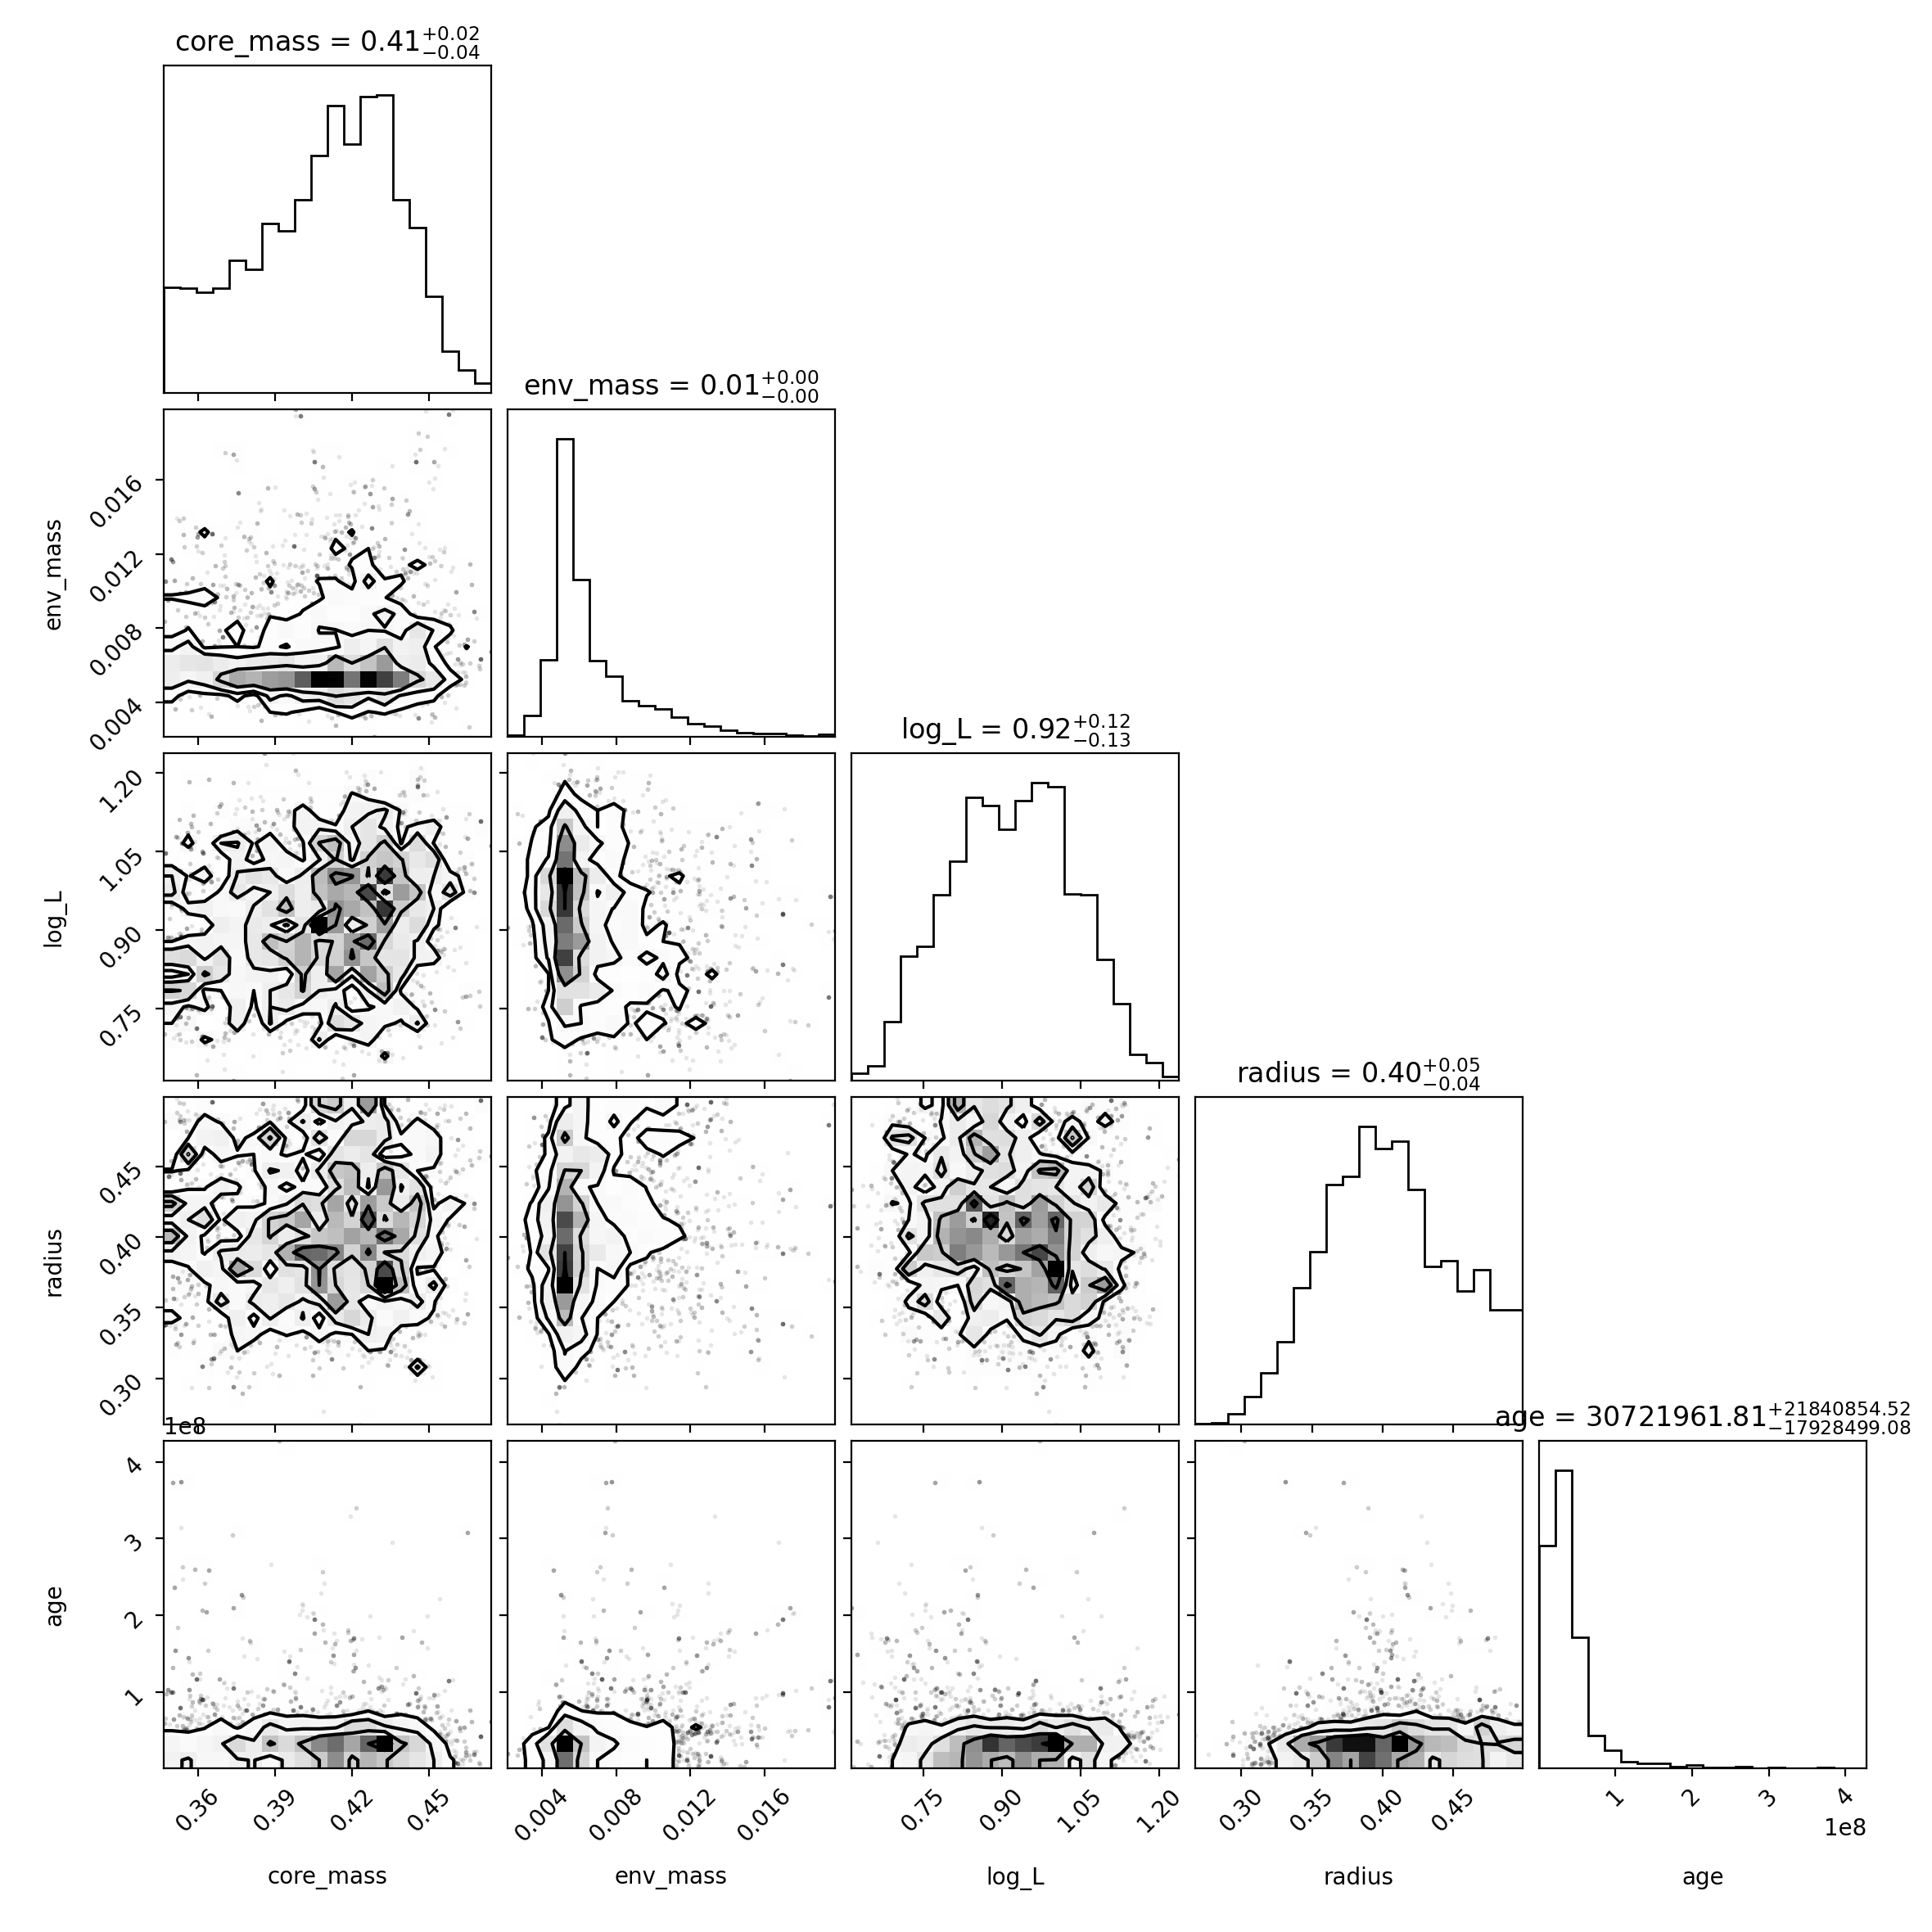 core_mass = 0.41 +0.02 −0.04
env_mass = 0.01 +0.00 −0.00
env_mass
0.016
0.012
0.008
0.004
log_L = 0.92 +0.12 −0.13
log_L
1.20
1.05
0.90
0.75
radius = 0.40 +0.05 −0.04
radius
0.45
0.40
0.35
0.30
1e8
age = 30721961.81 +21840854.52 −17928499.08
age
4
3
2
1
0.36 0.39 0.42 0.45
0.004 0.008 0.012 0.016
0.75 0.90 1.05 1.20
0.30 0.35 0.40 0.45
1 2 3 4
1e8
core_mass
env_mass
log_L
radius
age